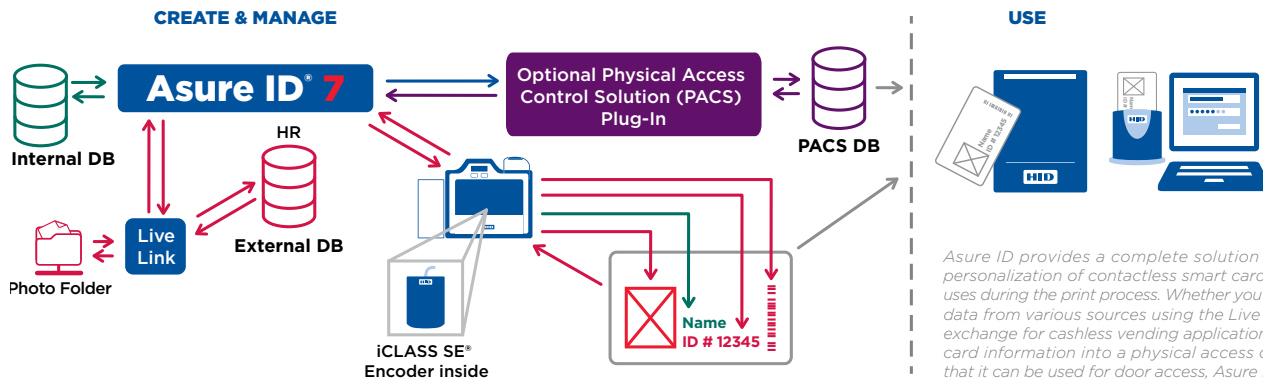 CREATE & MANAGE
USE
Asure ID® 7
Optional Physical Access
Control Solution (PACS)
Plug-In
Internal DB
HR
External DB
PACS DB
Live
Link
Photo Folder
HID
iCLASS SE®
Encoder inside
Name
ID # 12345
Name
ID # 12345
HID
Name
ID # 12345
HID
Asure ID provides a complete solution
personalization of contactless smart card
uses during the print process. Whether you
data from various sources using the Live
exchange for cashless vending application
card information into a physical access c
that it can be used for door access, Asure